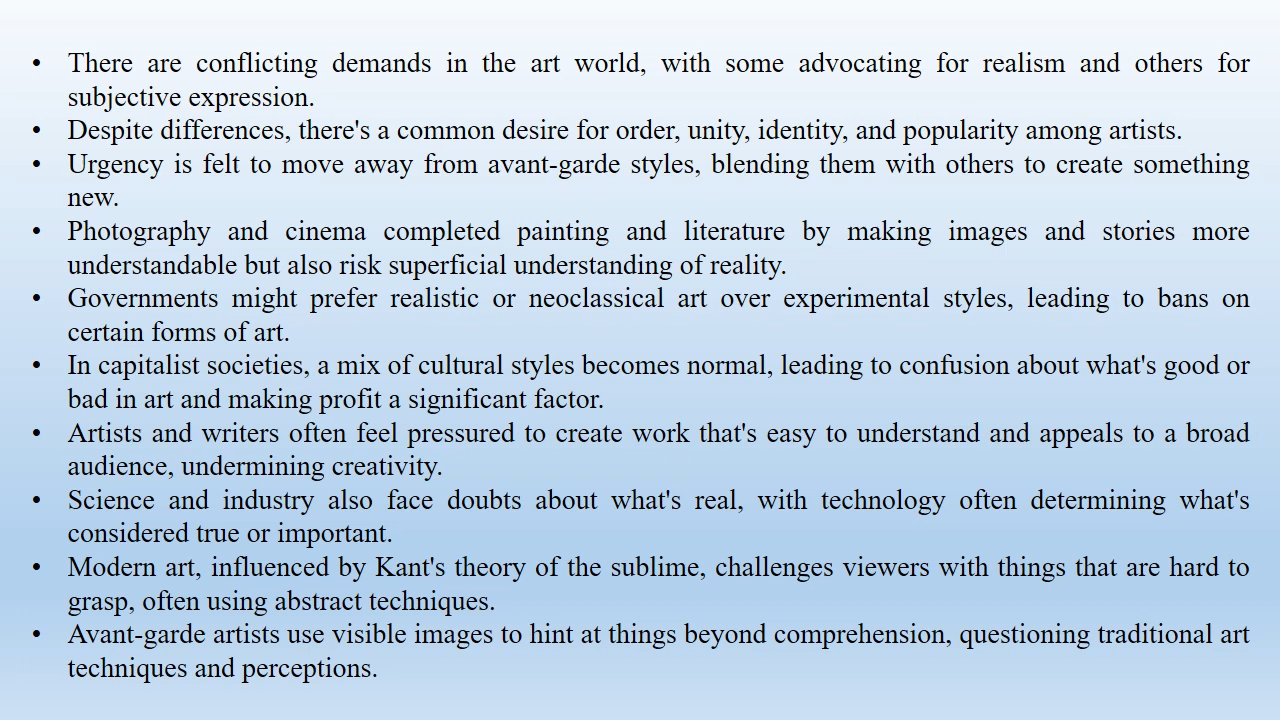 • There are conflicting demands in the art world, with some advocating for realism and others for
subjective expression.
• Despite differences, there's a common desire for order, unity, identity, and popularity among artists.
• Urgency is felt to move away from avant-garde styles, blending them with others to create something
new.
• Photography and cinema completed painting and literature by making images and stories more
understandable but also risk superficial understanding of reality.
• Governments might prefer realistic or neoclassical art over experimental styles, leading to bans on
certain forms of art.
• In capitalist societies, a mix of cultural styles becomes normal, leading to confusion about what's good or
bad in art and making profit a significant factor.
• Artists and writers often feel pressured to create work that's easy to understand and appeals to a broad
audience, undermining creativity.
• Science and industry also face doubts about what's real, with technology often determining what's
considered true or important.
• Modern art, influenced by Kant's theory of the sublime, challenges viewers with things that are hard to
grasp, often using abstract techniques.
• Avant-garde artists use visible images to hint at things beyond comprehension, questioning traditional art
techniques and perceptions.